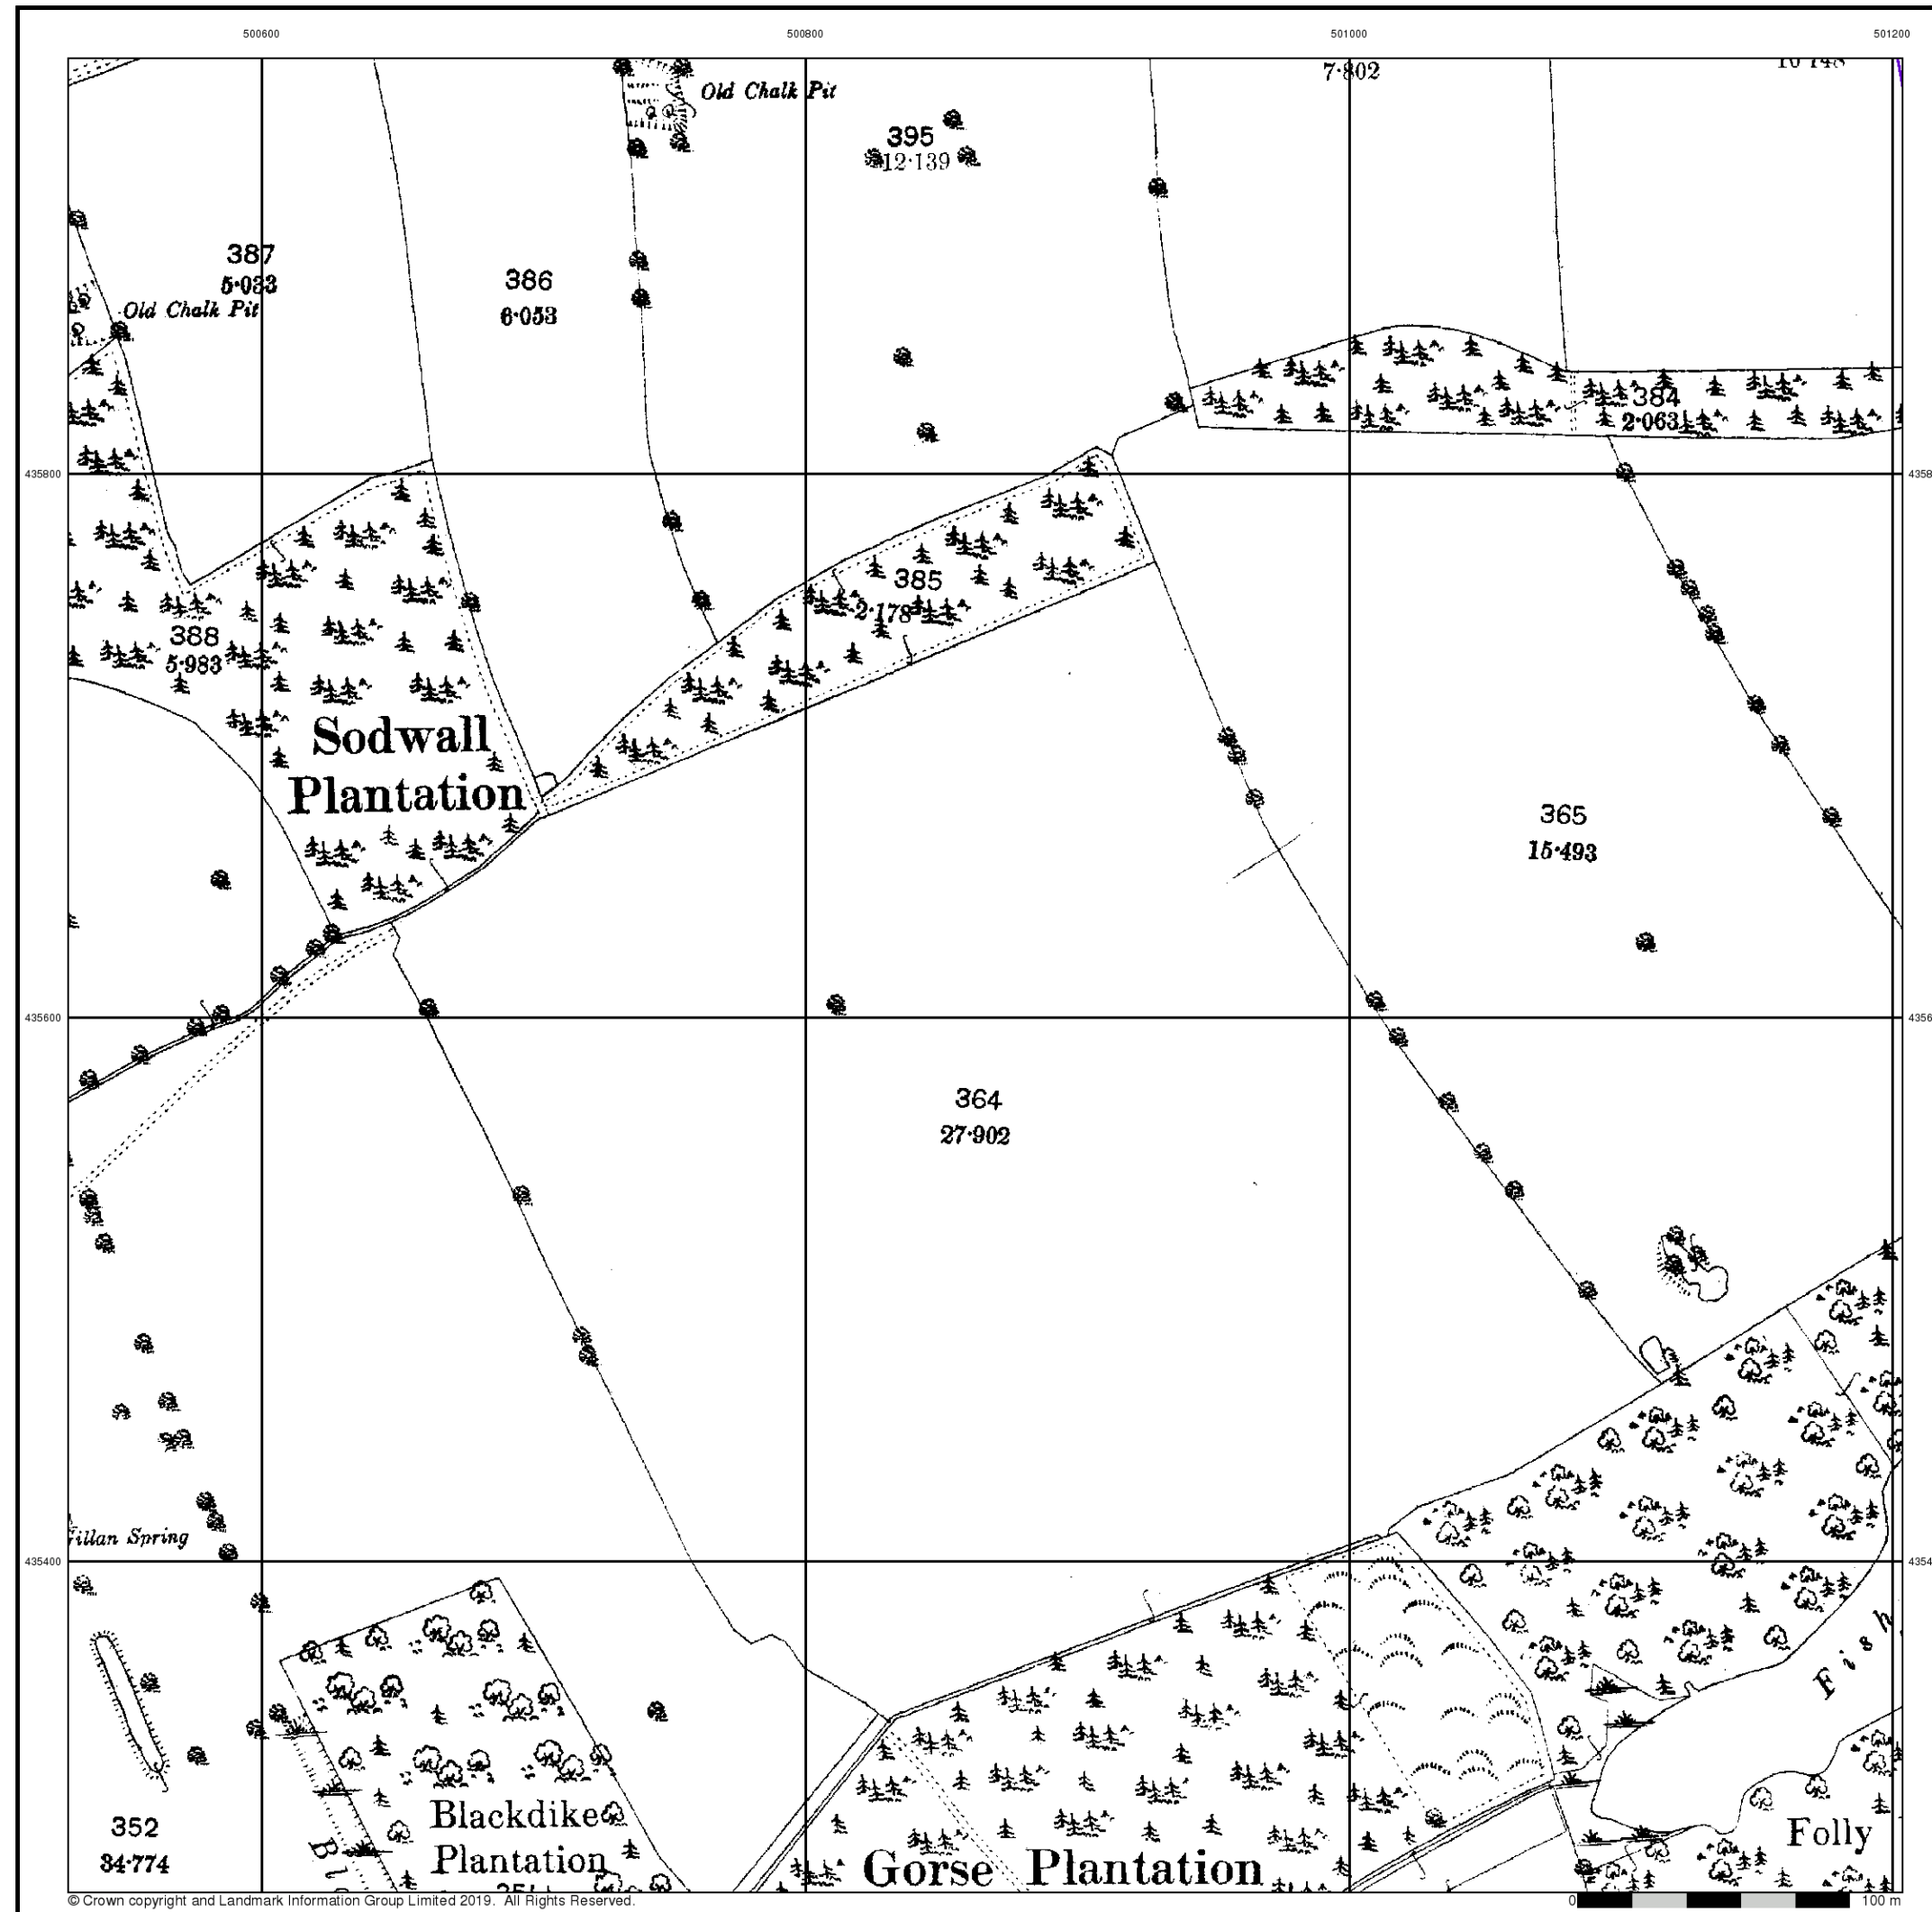 500600
500800
501000
501200
7·802
Old Chalk Pit
395
12·139
387
5·033
386
6·053
Old Chalk Pit
384
2·063
435800
385
2·178
388
5·983
Sodwall
Plantation
365
15·493
435600
364
27·902
Spring
435400
Fish
352
34·774
Blackdike
Plantation
Gorse Plantation
Folly
© Crown copyright and Landmark Information Group Limited 2019. All Rights Reserved.
0
100 m